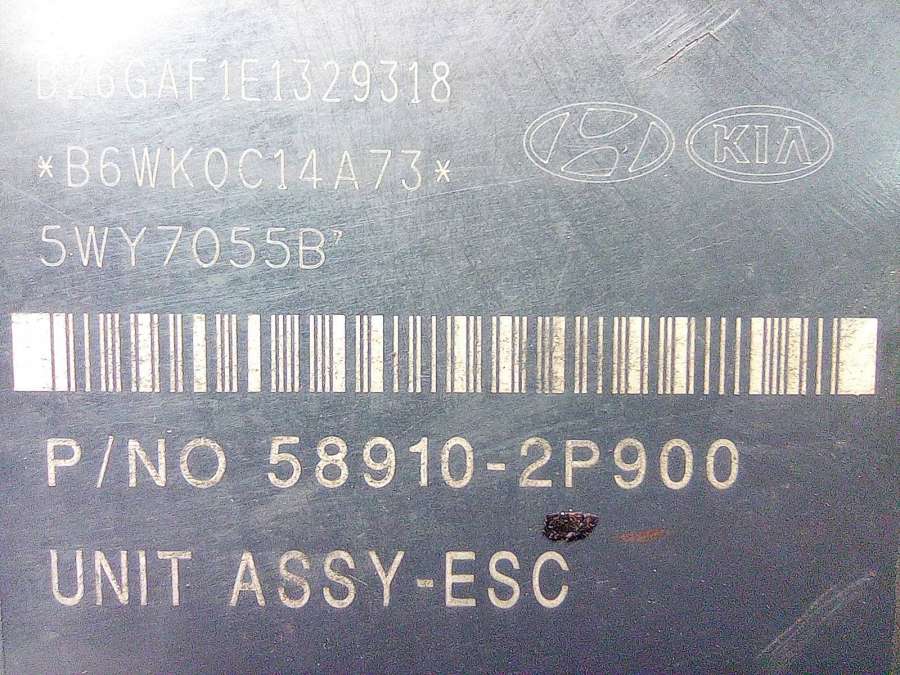 B26GAF1E1329318
*B6WK0C14A73*
KIA
5WY7055B
P/NO 58910-2P900
UNIT ASSY-ESC